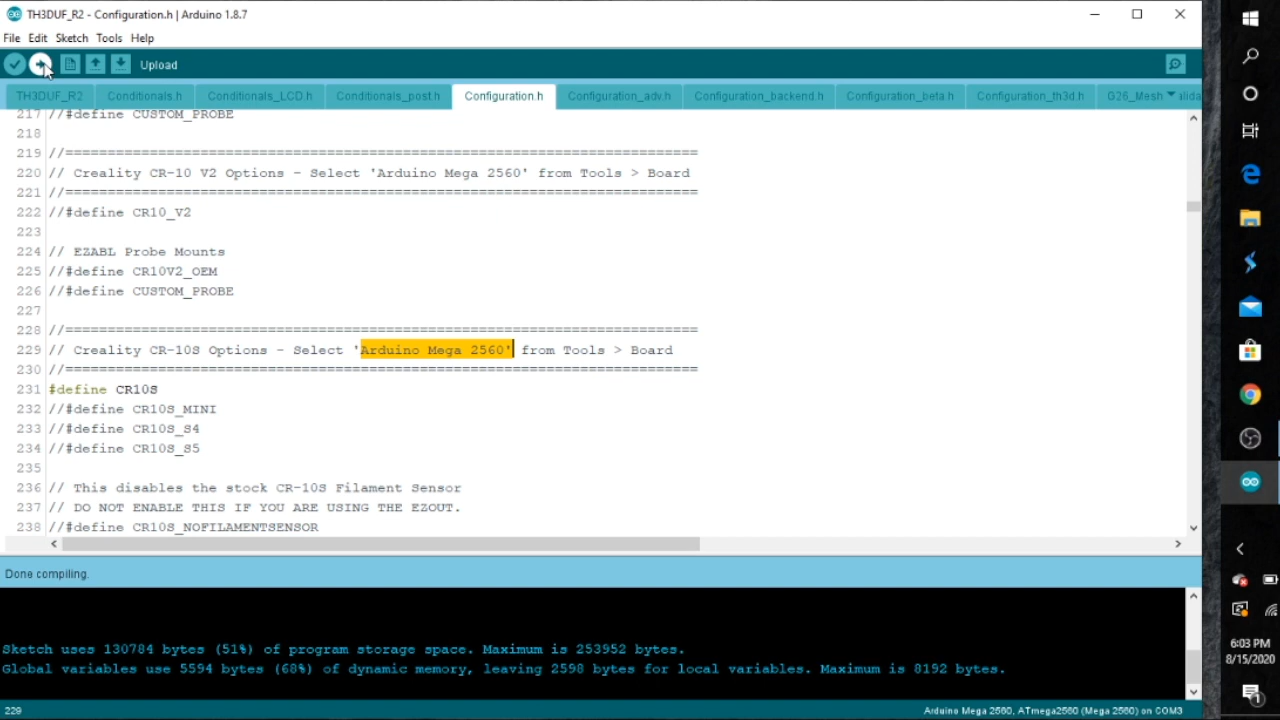 TH3DUF_R2 - Configuration.h | Arduino 1.8.7
File Edit Sketch Tools Help
Upload
TH3DUF_R2 Conditionals.h Conditionals_LCD.h Conditionals_post.h Configuration.h Configuration_adv.h Configuration_backend.h Configuration_beta.h Configuration_th3d.h G26_Mesh
217 //#define CUSTOM_PROBE
218
219 //===========================================================================
220 // Creality CR-10 V2 Options - Select 'Arduino Mega 2560' from Tools > Board
221 //===========================================================================
222 //#define CR10_V2
223
224 // EZABL Probe Mounts
225 //#define CR10V2_OEM
226 //#define CUSTOM_PROBE
227
228 //===========================================================================
229 // Creality CR-10S Options - Select 'Arduino Mega 2560' from Tools > Board
230 //===========================================================================
231 #define CR10S
232 //#define CR10S_MINI
233 //#define CR10S_S4
234 //#define CR10S_S5
235
236 // This disables the stock CR-10S Filament Sensor
237 // DO NOT ENABLE THIS IF YOU ARE USING THE EZOUT.
238 //#define CR10S_NOFILAMENTSENSOR
Done compiling.
Sketch uses 130784 bytes (51%) of program storage space. Maximum is 253952 bytes.
Global variables use 5594 bytes (68%) of dynamic memory, leaving 2598 bytes for local variables. Maximum is 8192 bytes.
229
Arduino Mega 2560, ATmega2560 (Mega 2560) on COM3
6:03 PM
8/15/2020
1